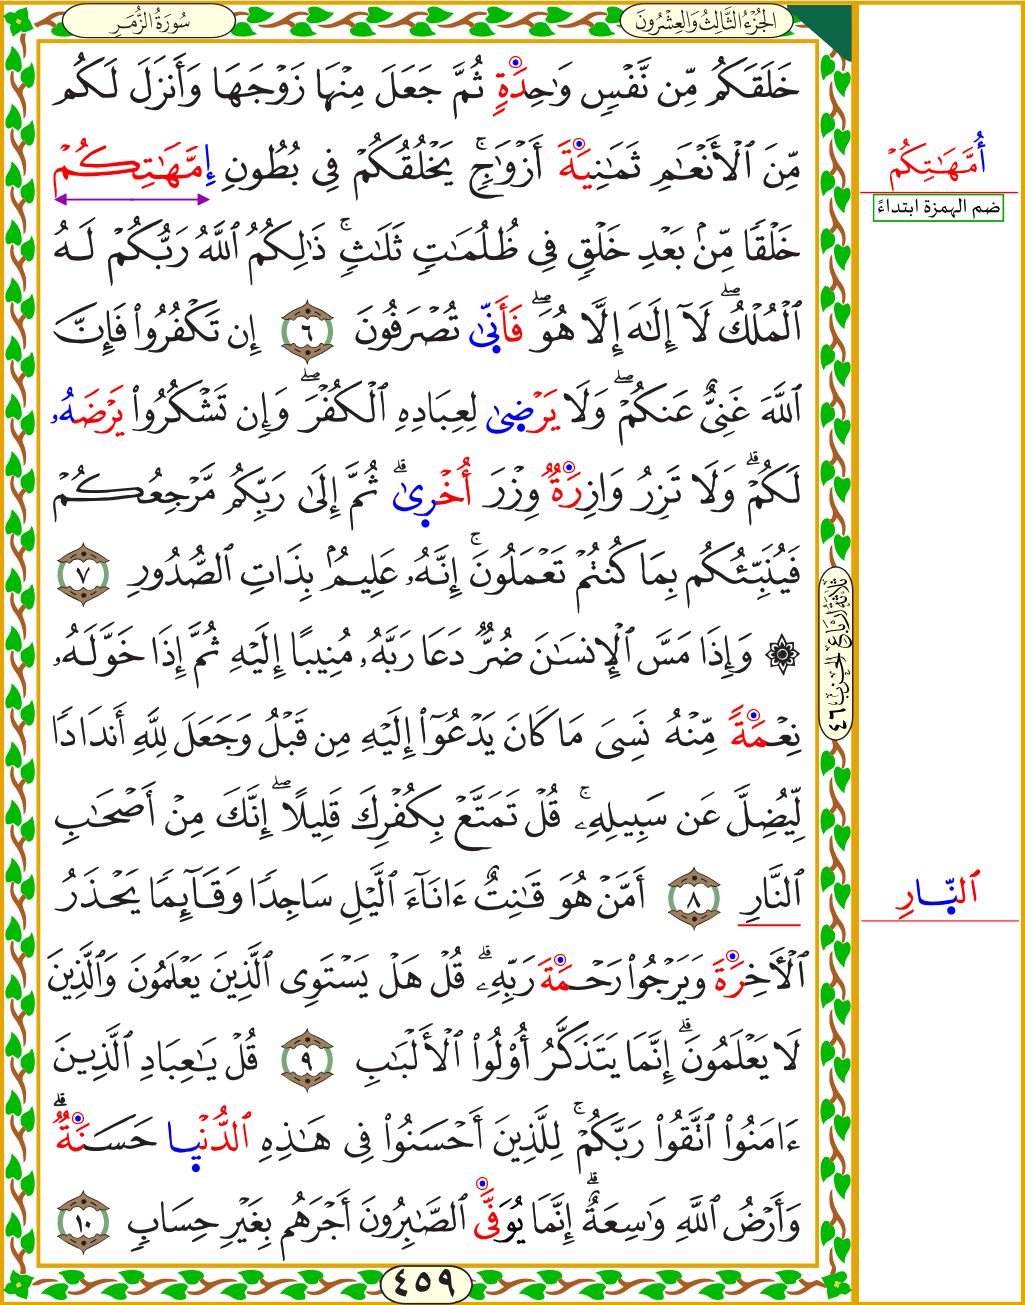 سُورَةُ الزُّمَرِ
الجُزْءُ الثَّالِثُ وَالعِشْرُونَ
خَلَقَكُم مِّن نَّفْسٍ وَٰحِدَةٍ ثُمَّ جَعَلَ مِنْهَا زَوْجَهَا وَأَنزَلَ لَكُم
مِّنَ ٱلْأَنْعَٰمِ ثَمَٰنِيَةَ أَزْوَٰجٍۚ يَخْلُقُكُمْ فِى بُطُونِ إِمَّهَٰتِكُمْ
خَلْقًا مِّنۢ بَعْدِ خَلْقٍ فِى ظُلُمَٰتٍ ثَلَٰثٍۚ ذَٰلِكُمُ ٱللَّهُ رَبُّكُمْ لَهُ
ٱلْمُلْكُۖ لَآ إِلَٰهَ إِلَّا هُوَۖ فَأَنِّىٰ تُصْرَفُونَ ٦ إِن تَكْفُرُوا۟ فَإِنَّ
ٱللَّهَ غَنِىٌّ عَنكُمْۖ وَلَا يَرْضِىٰ لِعِبَادِهِ ٱلْكُفْرَۖ وَإِن تَشْكُرُوا۟ يَرْضَهُۥ
لَكُمْۗ وَلَا تَزِرُ وَازِرَةٌ وِزْرَ أُخْرِىٰۗ ثُمَّ إِلَىٰ رَبِّكُم مَّرْجِعُكُمْ
فَيُنَبِّئُكُم بِمَا كُنتُمْ تَعْمَلُونَۚ إِنَّهُۥ عَلِيمٌۢ بِذَاتِ ٱلصُّدُورِ ٧
۞ وَإِذَا مَسَّ ٱلْإِنسَٰنَ ضُرٌّ دَعَا رَبَّهُۥ مُنِيبًا إِلَيْهِ ثُمَّ إِذَا خَوَّلَهُۥ
نِعْمَةً مِّنْهُ نَسِىَ مَا كَانَ يَدْعُوٓا۟ إِلَيْهِ مِن قَبْلُ وَجَعَلَ لِلَّهِ أَندَادًا
لِّيُضِلَّ عَن سَبِيلِهِۦۚ قُلْ تَمَتَّعْ بِكُفْرِكَ قَلِيلًاۖ إِنَّكَ مِنْ أَصْحَٰبِ
ٱلنَّارِ ٨ أَمَّنْ هُوَ قَٰنِتٌ ءَانَآءَ ٱلَّيْلِ سَاجِدًا وَقَآئِمًا يَحْذَرُ
ٱلْأَخِرَةَ وَيَرْجُوا۟ رَحْمَةَ رَبِّهِۦۗ قُلْ هَلْ يَسْتَوِى ٱلَّذِينَ يَعْلَمُونَ وَٱلَّذِينَ
لَا يَعْلَمُونَۗ إِنَّمَا يَتَذَكَّرُ أُو۟لُوا۟ ٱلْأَلْبَٰبِ ٩ قُلْ يَٰعِبَادِ ٱلَّذِينَ
ءَامَنُوا۟ ٱتَّقُوا۟ رَبَّكُمْۚ لِلَّذِينَ أَحْسَنُوا۟ فِى هَٰذِهِ ٱلدُّنْيِا حَسَنَةٌۗ
وَأَرْضُ ٱللَّهِ وَٰسِعَةٌۗ إِنَّمَا يُوَفَّى ٱلصَّٰبِرُونَ أَجْرَهُم بِغَيْرِ حِسَابٍ ١٠
أُمَّهَٰتِكُمْ
ضم الهمزة ابتداءً
ٱلنِّارِ
ثَلَاثَةُ أَرْبَاعِ الحِزْبِ ٤٦
٤٥٩